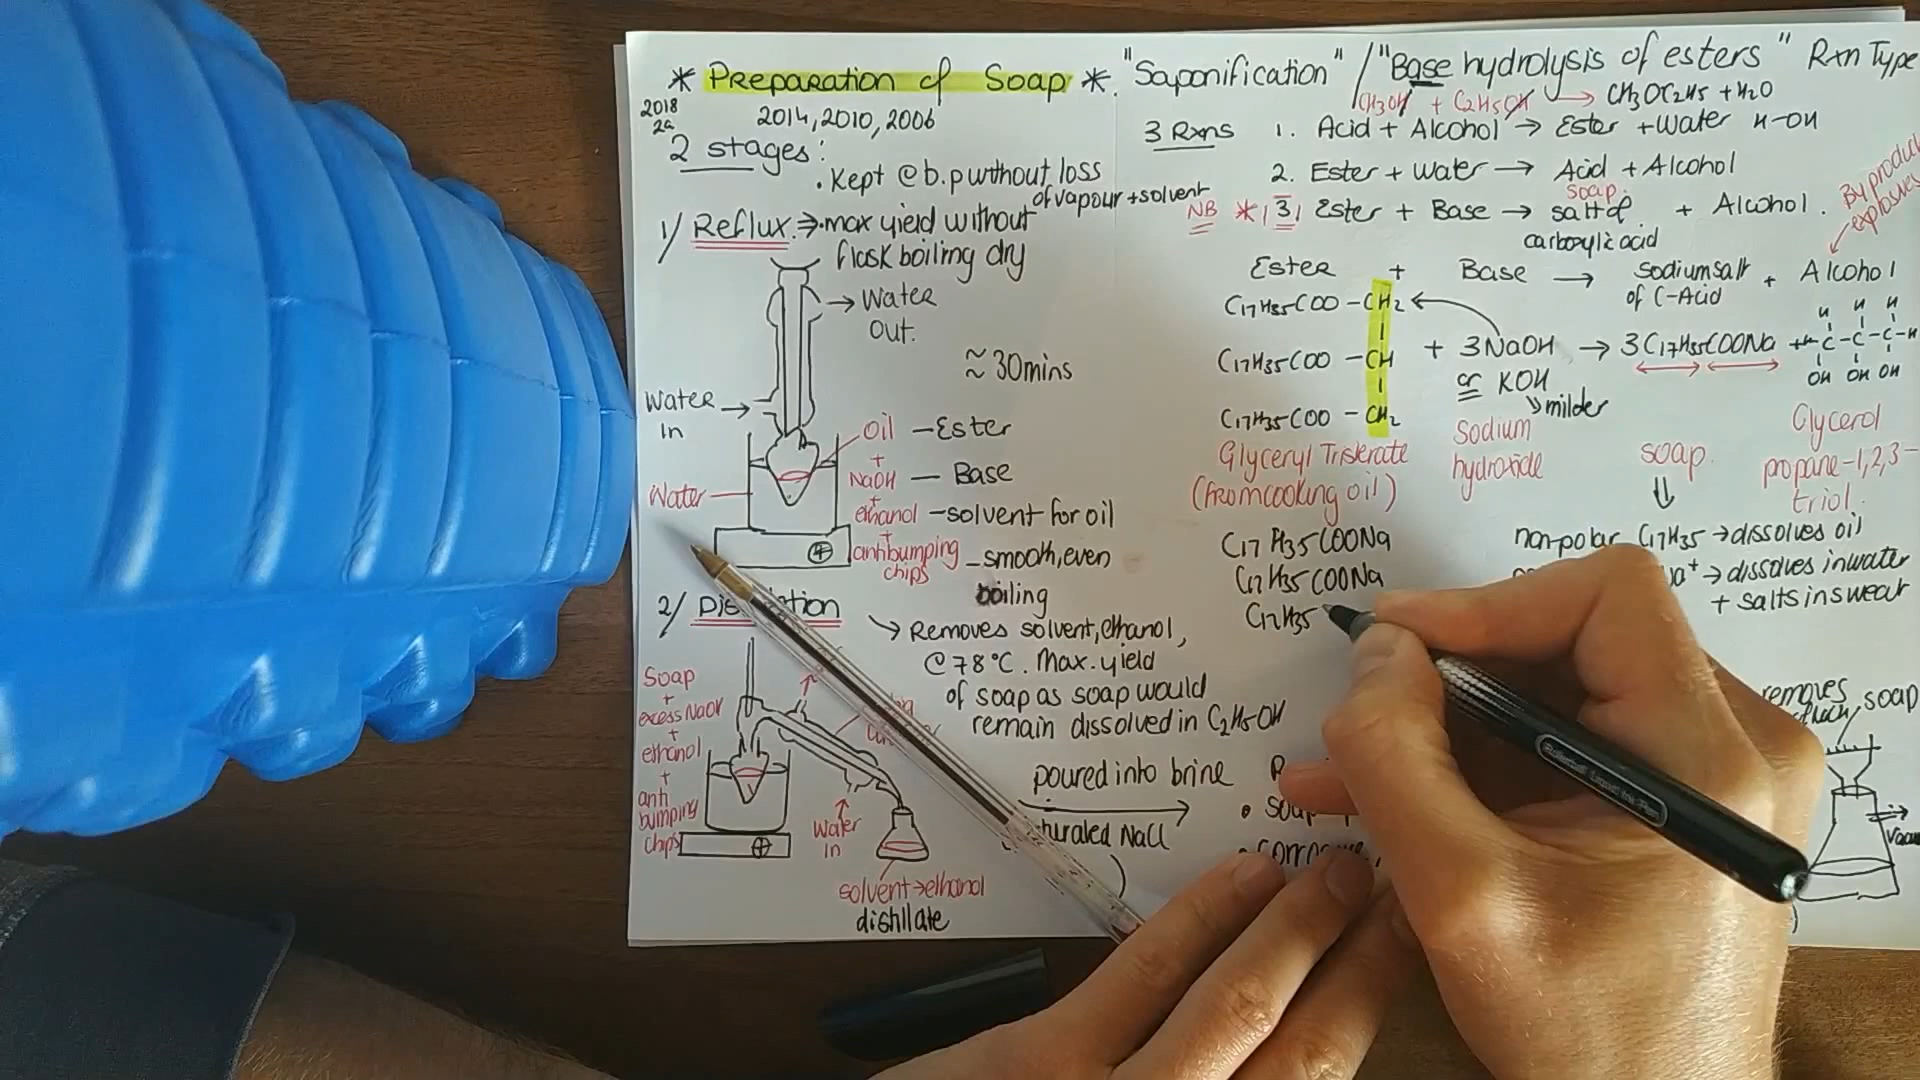 * Preparation of Soap *. "Saponification" / "Base hydrolysis of esters" Rxn Type
2018
2a
2014, 2010, 2006
CH3OH + C2H5OH → CH3OC2H5 + H2O
2 stages:
3 Rxns 1. Acid + Alcohol → Ester + Water H-OH
2. Ester + Water → Acid + Alcohol
NB * |3| Ester + Base → salt of carboxylic acid + Alcohol.
soap.
By product
explosives
• Kept @ b.p without loss
of vapour + solvent
1/ Reflux. ⇒ • max yield without
flask boiling dry
→ Water
Out.
≈ 30mins
Water →
In
Oil — Ester
+
NaOH — Base
+
ethanol — solvent for oil
+
antibumping — smooth, even
chips
boiling
Water
Ester + Base → sodium salt of C-Acid + Alcohol
C17H35COO – CH2
|
C17H35COO – CH + 3NaOH → 3C17H35COONa +
|
C17H35COO – CH2
or KOH
milder
H H H
H – C – C – C – H
OH OH OH
Glyceryl Tristerate
(from cooking oil)
Sodium
hydroxide
soap
Glycerol
propane-1,2,3-
triol.
C17H35COONa
C17H35COONa
C17H35
non-polar C17H35 → dissolves oil
→ dissolves in water
+ salts in sweat
2/
→ Removes solvent, ethanol,
@ 78°C. Max. yield
of soap as soap would
remain dissolved in C2H5OH
Soap
+
excess NaOH
+
ethanol
+
anti
bumping
chips
Water
In
solvent → ethanol
distillate
poured into brine
NaCl
removes
soap
Rollerball Liquid Ink Pen